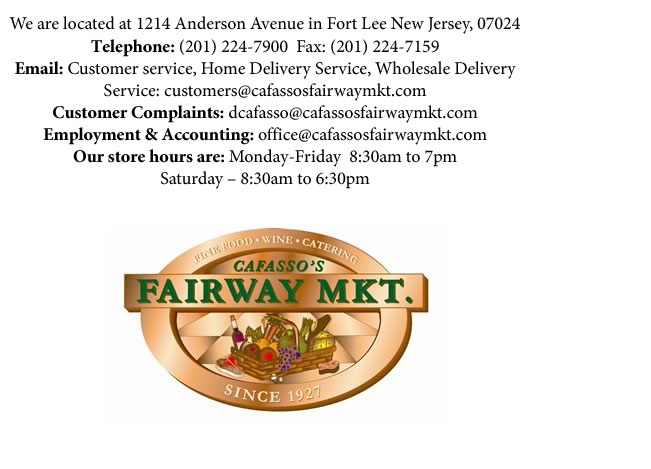 We are located at 1214 Anderson Avenue in Fort Lee New Jersey, 07024
Telephone: (201) 224-7900  Fax: (201) 224-7159
Email: Customer service, Home Delivery Service, Wholesale Delivery
Service: customers@cafassosfairwaymkt.com
Customer Complaints: dcafasso@cafassosfairwaymkt.com
Employment & Accounting: office@cafassosfairwaymkt.com
Our store hours are: Monday-Friday  8:30am to 7pm
Saturday – 8:30am to 6:30pm
FINE FOOD • WINE • CATERING
CAFASSO'S
FAIRWAY MKT.
SINCE 1927